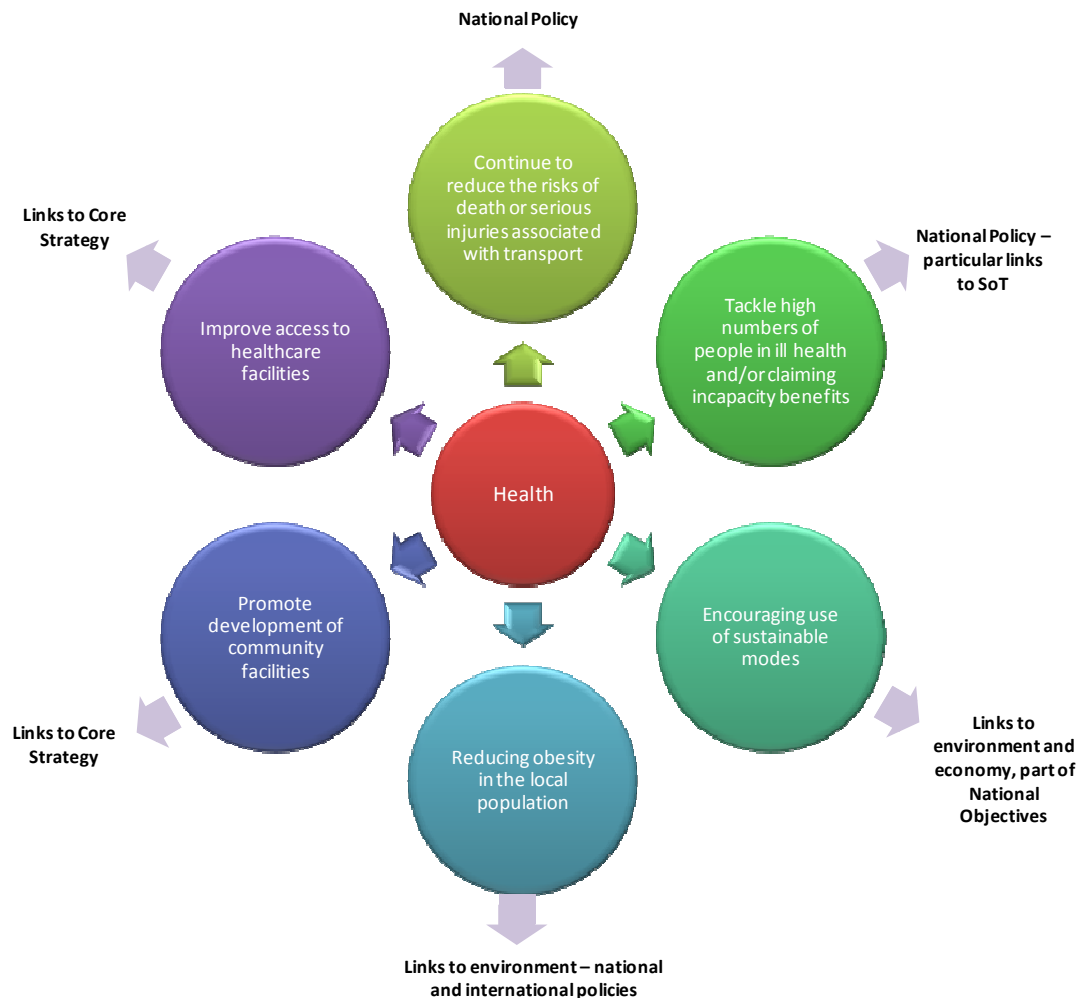 National Policy
Continue to
reduce the risks of
death or serious
injuries associated
with transport
Links to Core
Strategy
National Policy –
particular links
to SoT
Improve access to
healthcare
facilities
Tackle high
numbers of
people in ill health
and/or claiming
incapacity benefits
Health
Promote
development of
community
facilities
Encouraging use
of sustainable
modes
Links to Core
Strategy
Links to
environment and
economy, part of
National
Objectives
Reducing obesity
in the local
population
Links to environment – national
and international policies